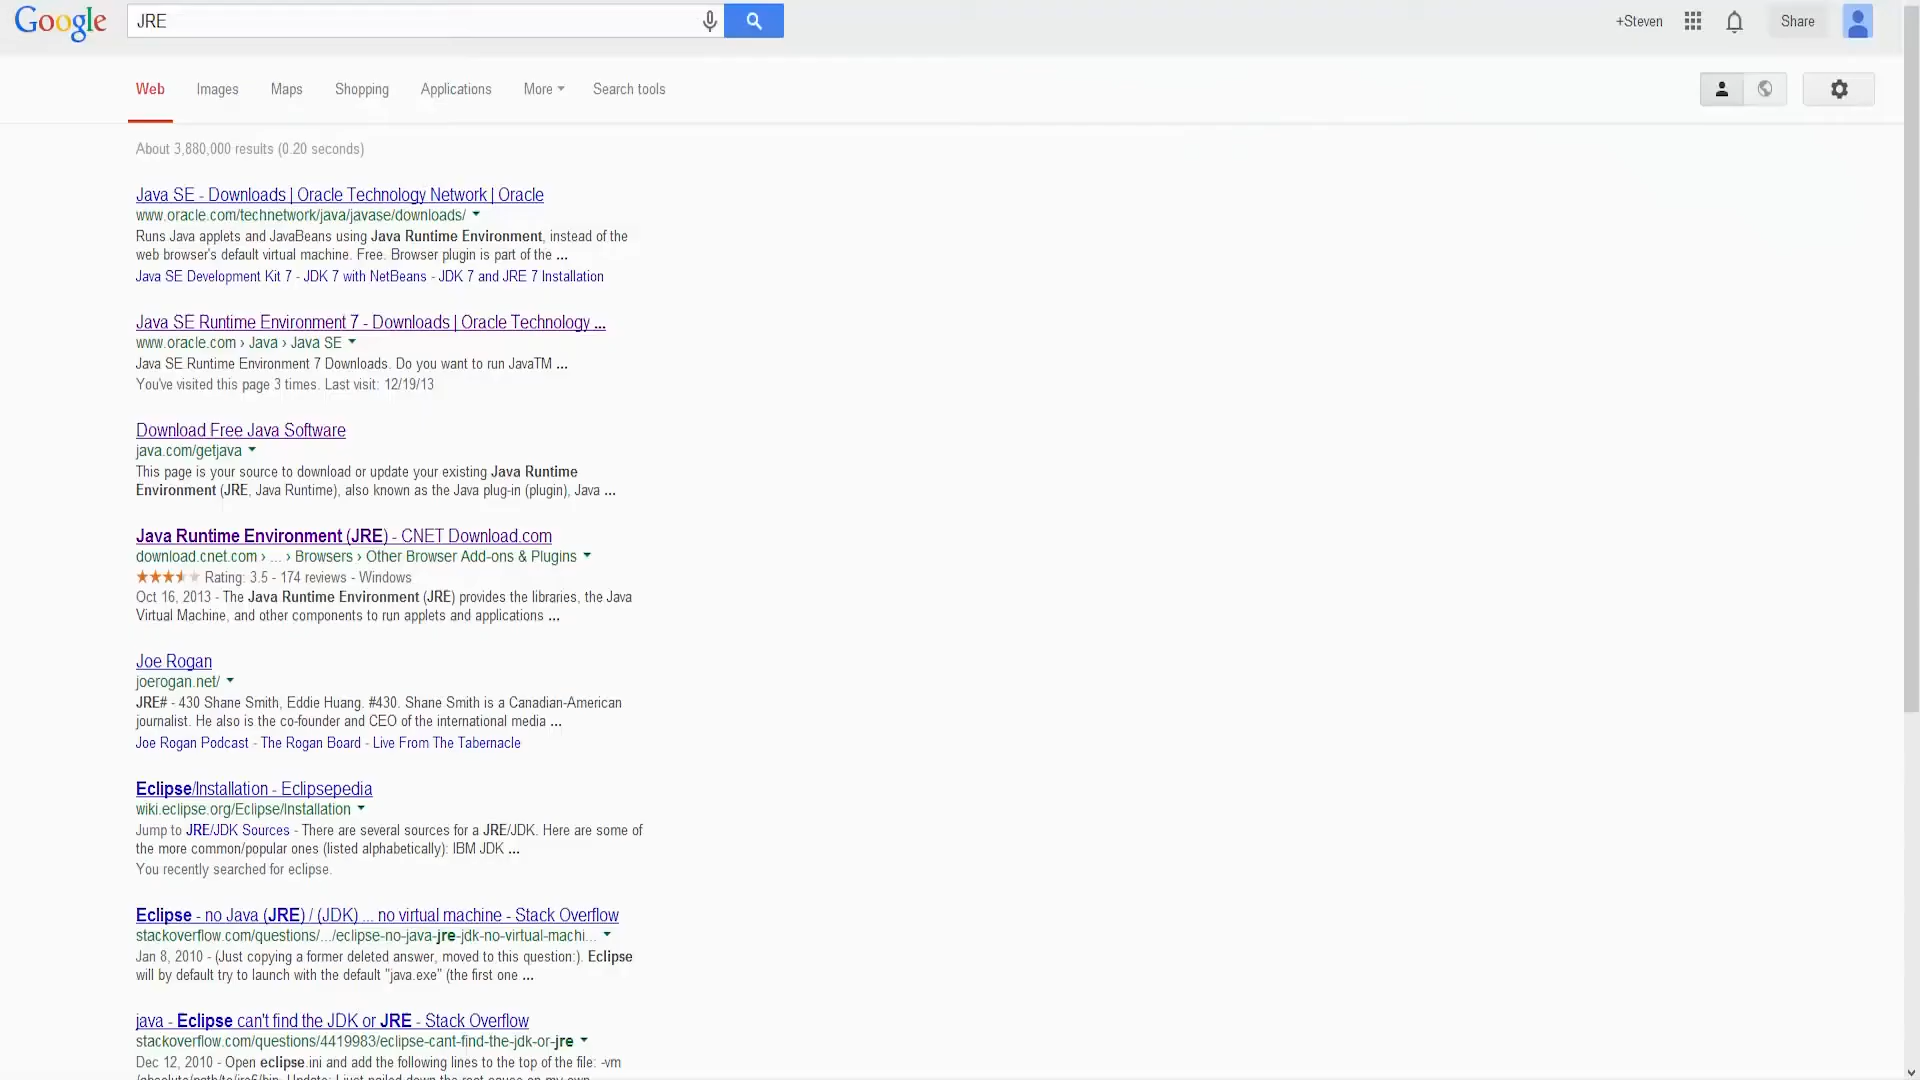 Google
JRE
+Steven
Share
Web Images Maps Shopping Applications More Search tools
About 3,880,000 results (0.20 seconds)
Java SE - Downloads | Oracle Technology Network | Oracle
www.oracle.com/technetwork/java/javase/downloads/
Runs Java applets and JavaBeans using Java Runtime Environment, instead of the
web browser's default virtual machine. Free. Browser plugin is part of the ...
Java SE Development Kit 7 - JDK 7 with NetBeans - JDK 7 and JRE 7 Installation
Java SE Runtime Environment 7 - Downloads | Oracle Technology ...
www.oracle.com › Java › Java SE
Java SE Runtime Environment 7 Downloads. Do you want to run JavaTM ...
You've visited this page 3 times. Last visit: 12/19/13
Download Free Java Software
java.com/getjava
This page is your source to download or update your existing Java Runtime
Environment (JRE, Java Runtime), also known as the Java plug-in (plugin), Java ...
Java Runtime Environment (JRE) - CNET Download.com
download.cnet.com › ... › Browsers › Other Browser Add-ons & Plugins
Rating: 3.5 - 174 reviews - Windows
Oct 16, 2013 - The Java Runtime Environment (JRE) provides the libraries, the Java
Virtual Machine, and other components to run applets and applications ...
Joe Rogan
joerogan.net/
JRE# - 430 Shane Smith, Eddie Huang. #430. Shane Smith is a Canadian-American
journalist. He also is the co-founder and CEO of the international media ...
Joe Rogan Podcast - The Rogan Board - Live From The Tabernacle
Eclipse/Installation - Eclipsepedia
wiki.eclipse.org/Eclipse/Installation
Jump to JRE/JDK Sources - There are several sources for a JRE/JDK. Here are some of
the more common/popular ones (listed alphabetically): IBM JDK ...
You recently searched for eclipse.
Eclipse - no Java (JRE) / (JDK) ... no virtual machine - Stack Overflow
stackoverflow.com/questions/.../eclipse-no-java-jre-jdk-no-virtual-machi...
Jan 8, 2010 - (Just copying a former deleted answer, moved to this question:). Eclipse
will by default try to launch with the default "java.exe" (the first one ...
java - Eclipse can't find the JDK or JRE - Stack Overflow
stackoverflow.com/questions/4419983/eclipse-cant-find-the-jdk-or-jre
Dec 12, 2010 - Open eclipse.ini and add the following lines to the top of the file: -vm